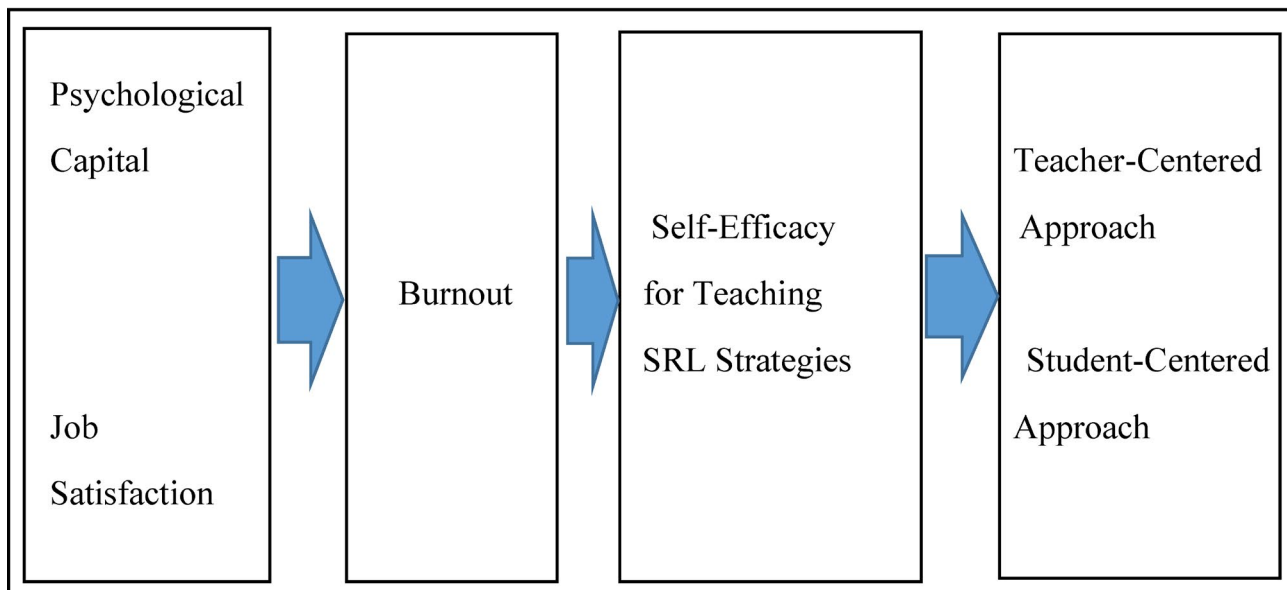 Psychological
Capital
Job
Satisfaction
Burnout
Self-Efficacy
for Teaching
SRL Strategies
Teacher-Centered
Approach
Student-Centered
Approach